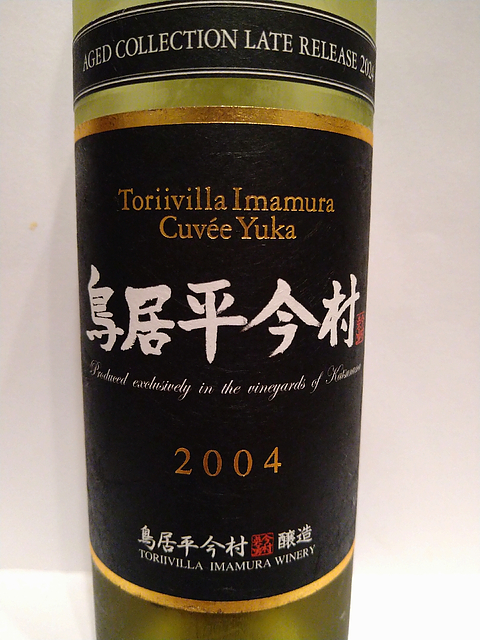 AGED COLLECTION LATE RELEASE 2024
Toriivilla Imamura
Cuvée Yuka
鳥居平今村
Produced exclusively in the vineyards of Katsunuma
2004
鳥居平今村 醸造
TORIIVILLA IMAMURA WINERY